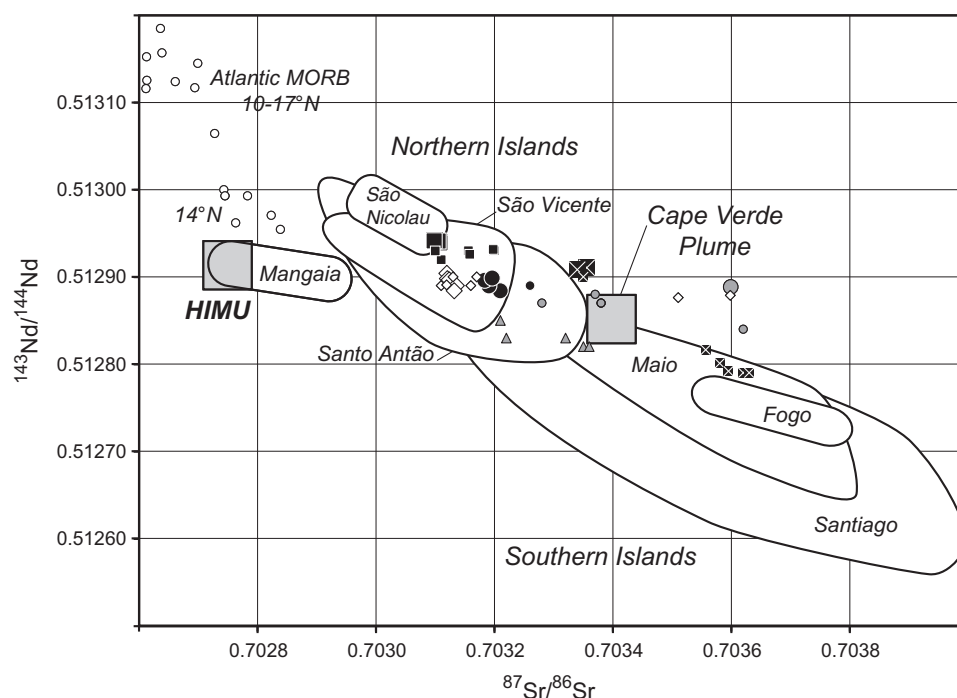 Atlantic MORB
10-17°N
0.51310
Northern Islands
0.51300
São
Nicolau
São Vicente
14°N
Cape Verde
Plume
0.51290
Mangaia
HIMU
143Nd/144Nd
Santo Antão
Maio
0.51280
Fogo
0.51270
Santiago
0.51260
Southern Islands
0.7028
0.7030
0.7032
0.7034
0.7036
0.7038
87Sr/86Sr